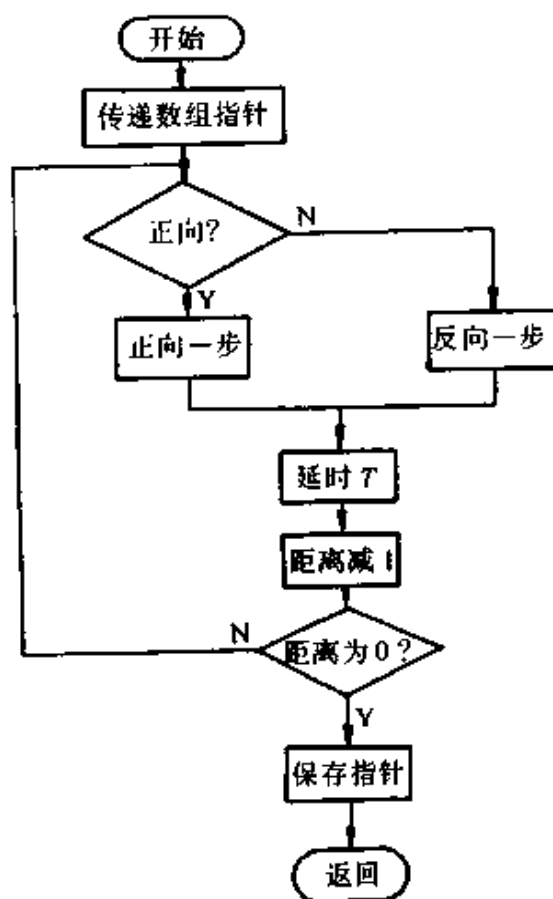 开始
传递数组指针
正向?
N
Y
正向一步
反向一步
延时 T
距离减 1
N
距离为0?
Y
保存指针
返回